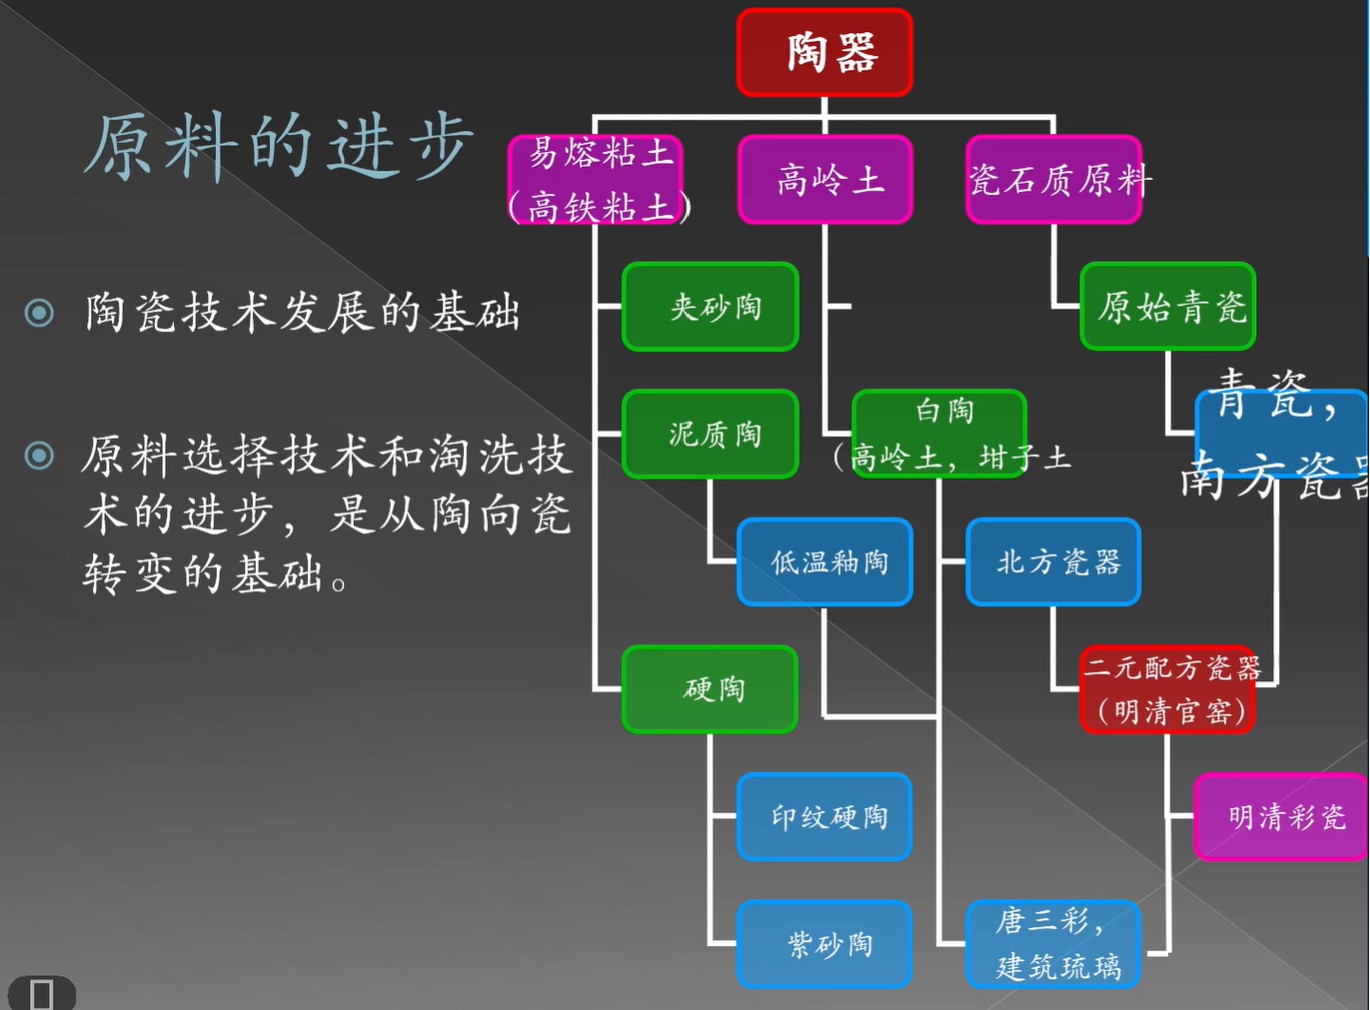 陶器
原料的进步
易熔粘土
（高铁粘土）
高岭土
瓷石质原料
陶瓷技术发展的基础
夹砂陶
原始青瓷
原料选择技术和淘洗技
术的进步，是从陶向瓷
转变的基础。
泥质陶
白陶
（高岭土，坩子土
青瓷，
南方瓷器
低温釉陶
北方瓷器
硬陶
二元配方瓷器
（明清官窑）
印纹硬陶
明清彩瓷
紫砂陶
唐三彩，
建筑琉璃